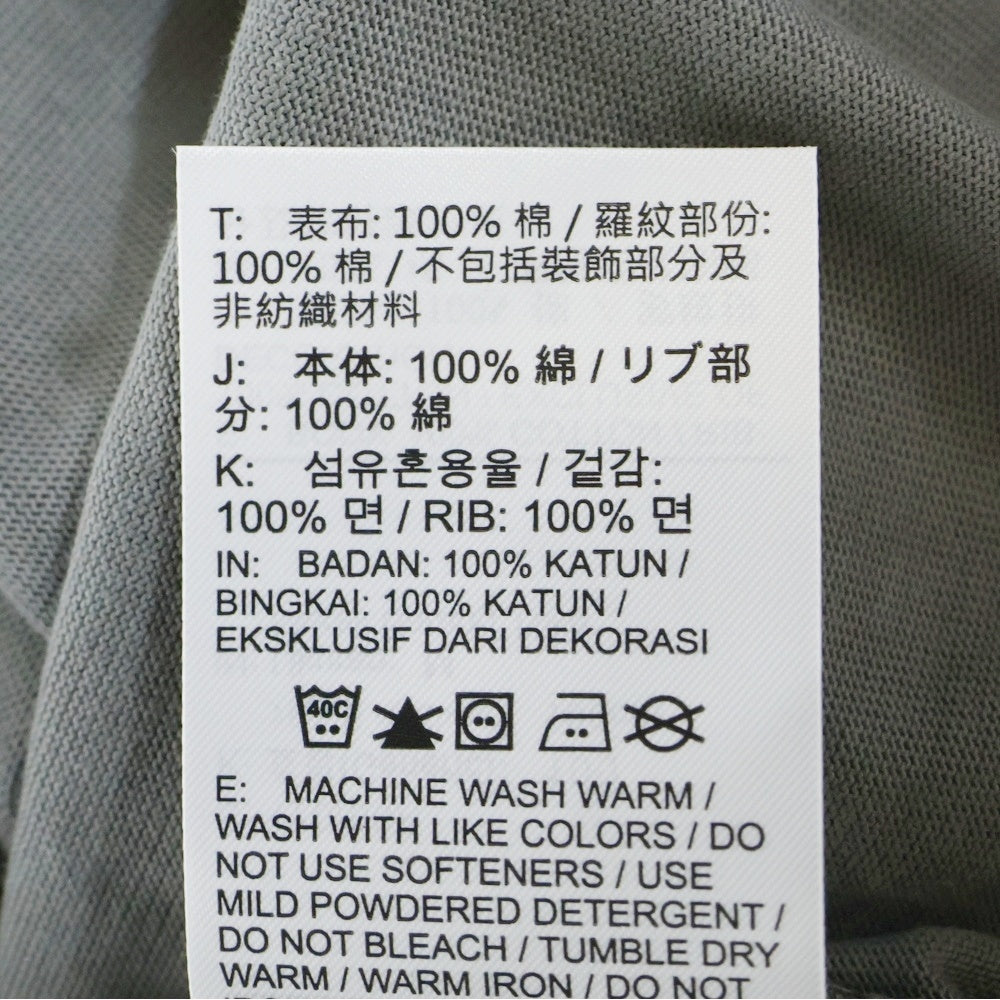 T: 表布: 100% 棉 / 羅紋部份:
100% 棉 / 不包括裝飾部分及
非紡織材料
J: 本体: 100% 綿 / リブ部
分: 100% 綿
K: 섬유혼용율 / 겉감:
100% 면 / RIB: 100% 면
IN: BADAN: 100% KATUN /
BINGKAI: 100% KATUN /
EKSKLUSIF DARI DEKORASI
40C
E: MACHINE WASH WARM /
WASH WITH LIKE COLORS / DO
NOT USE SOFTENERS / USE
MILD POWDERED DETERGENT /
DO NOT BLEACH / TUMBLE DRY
WARM / WARM IRON / DO NOT